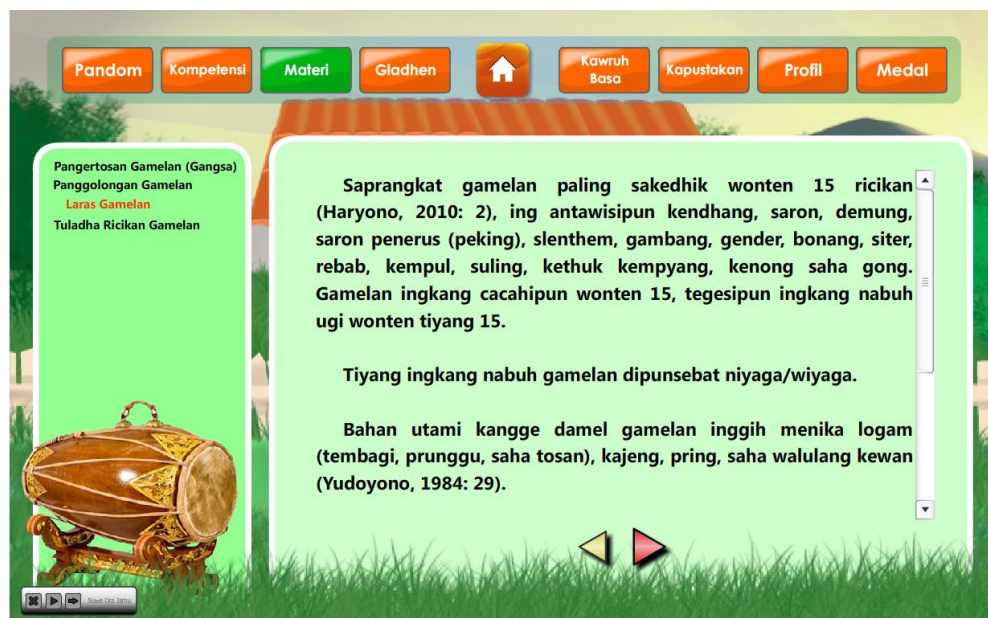 Pandom
Kompetensi
Materi
Gladhen
Kawruh
Basa
Kapustakan
Profil
Medal
Pangertosan Gamelan (Gangsa)
Panggolongan Gamelan
Laras Gamelan
Tuladha Ricikan Gamelan
Saprangkat gamelan paling sakedhik wonten 15 ricikan
(Haryono, 2010: 2), ing antawisipun kendhang, saron, demung,
saron penerus (peking), slenthem, gambang, gender, bonang, siter,
rebab, kempul, suling, kethuk kempyang, kenong saha gong.
Gamelan ingkang cacahipun wonten 15, tegesipun ingkang nabuh
ugi wonten tiyang 15.
Tiyang ingkang nabuh gamelan dipunsebat niyaga/wiyaga.
Bahan utami kangge damel gamelan inggih menika logam
(tembagi, prunggu, saha tosan), kajeng, pring, saha walulang kewan
(Yudoyono, 1984: 29).
Suwe Ora Jamu